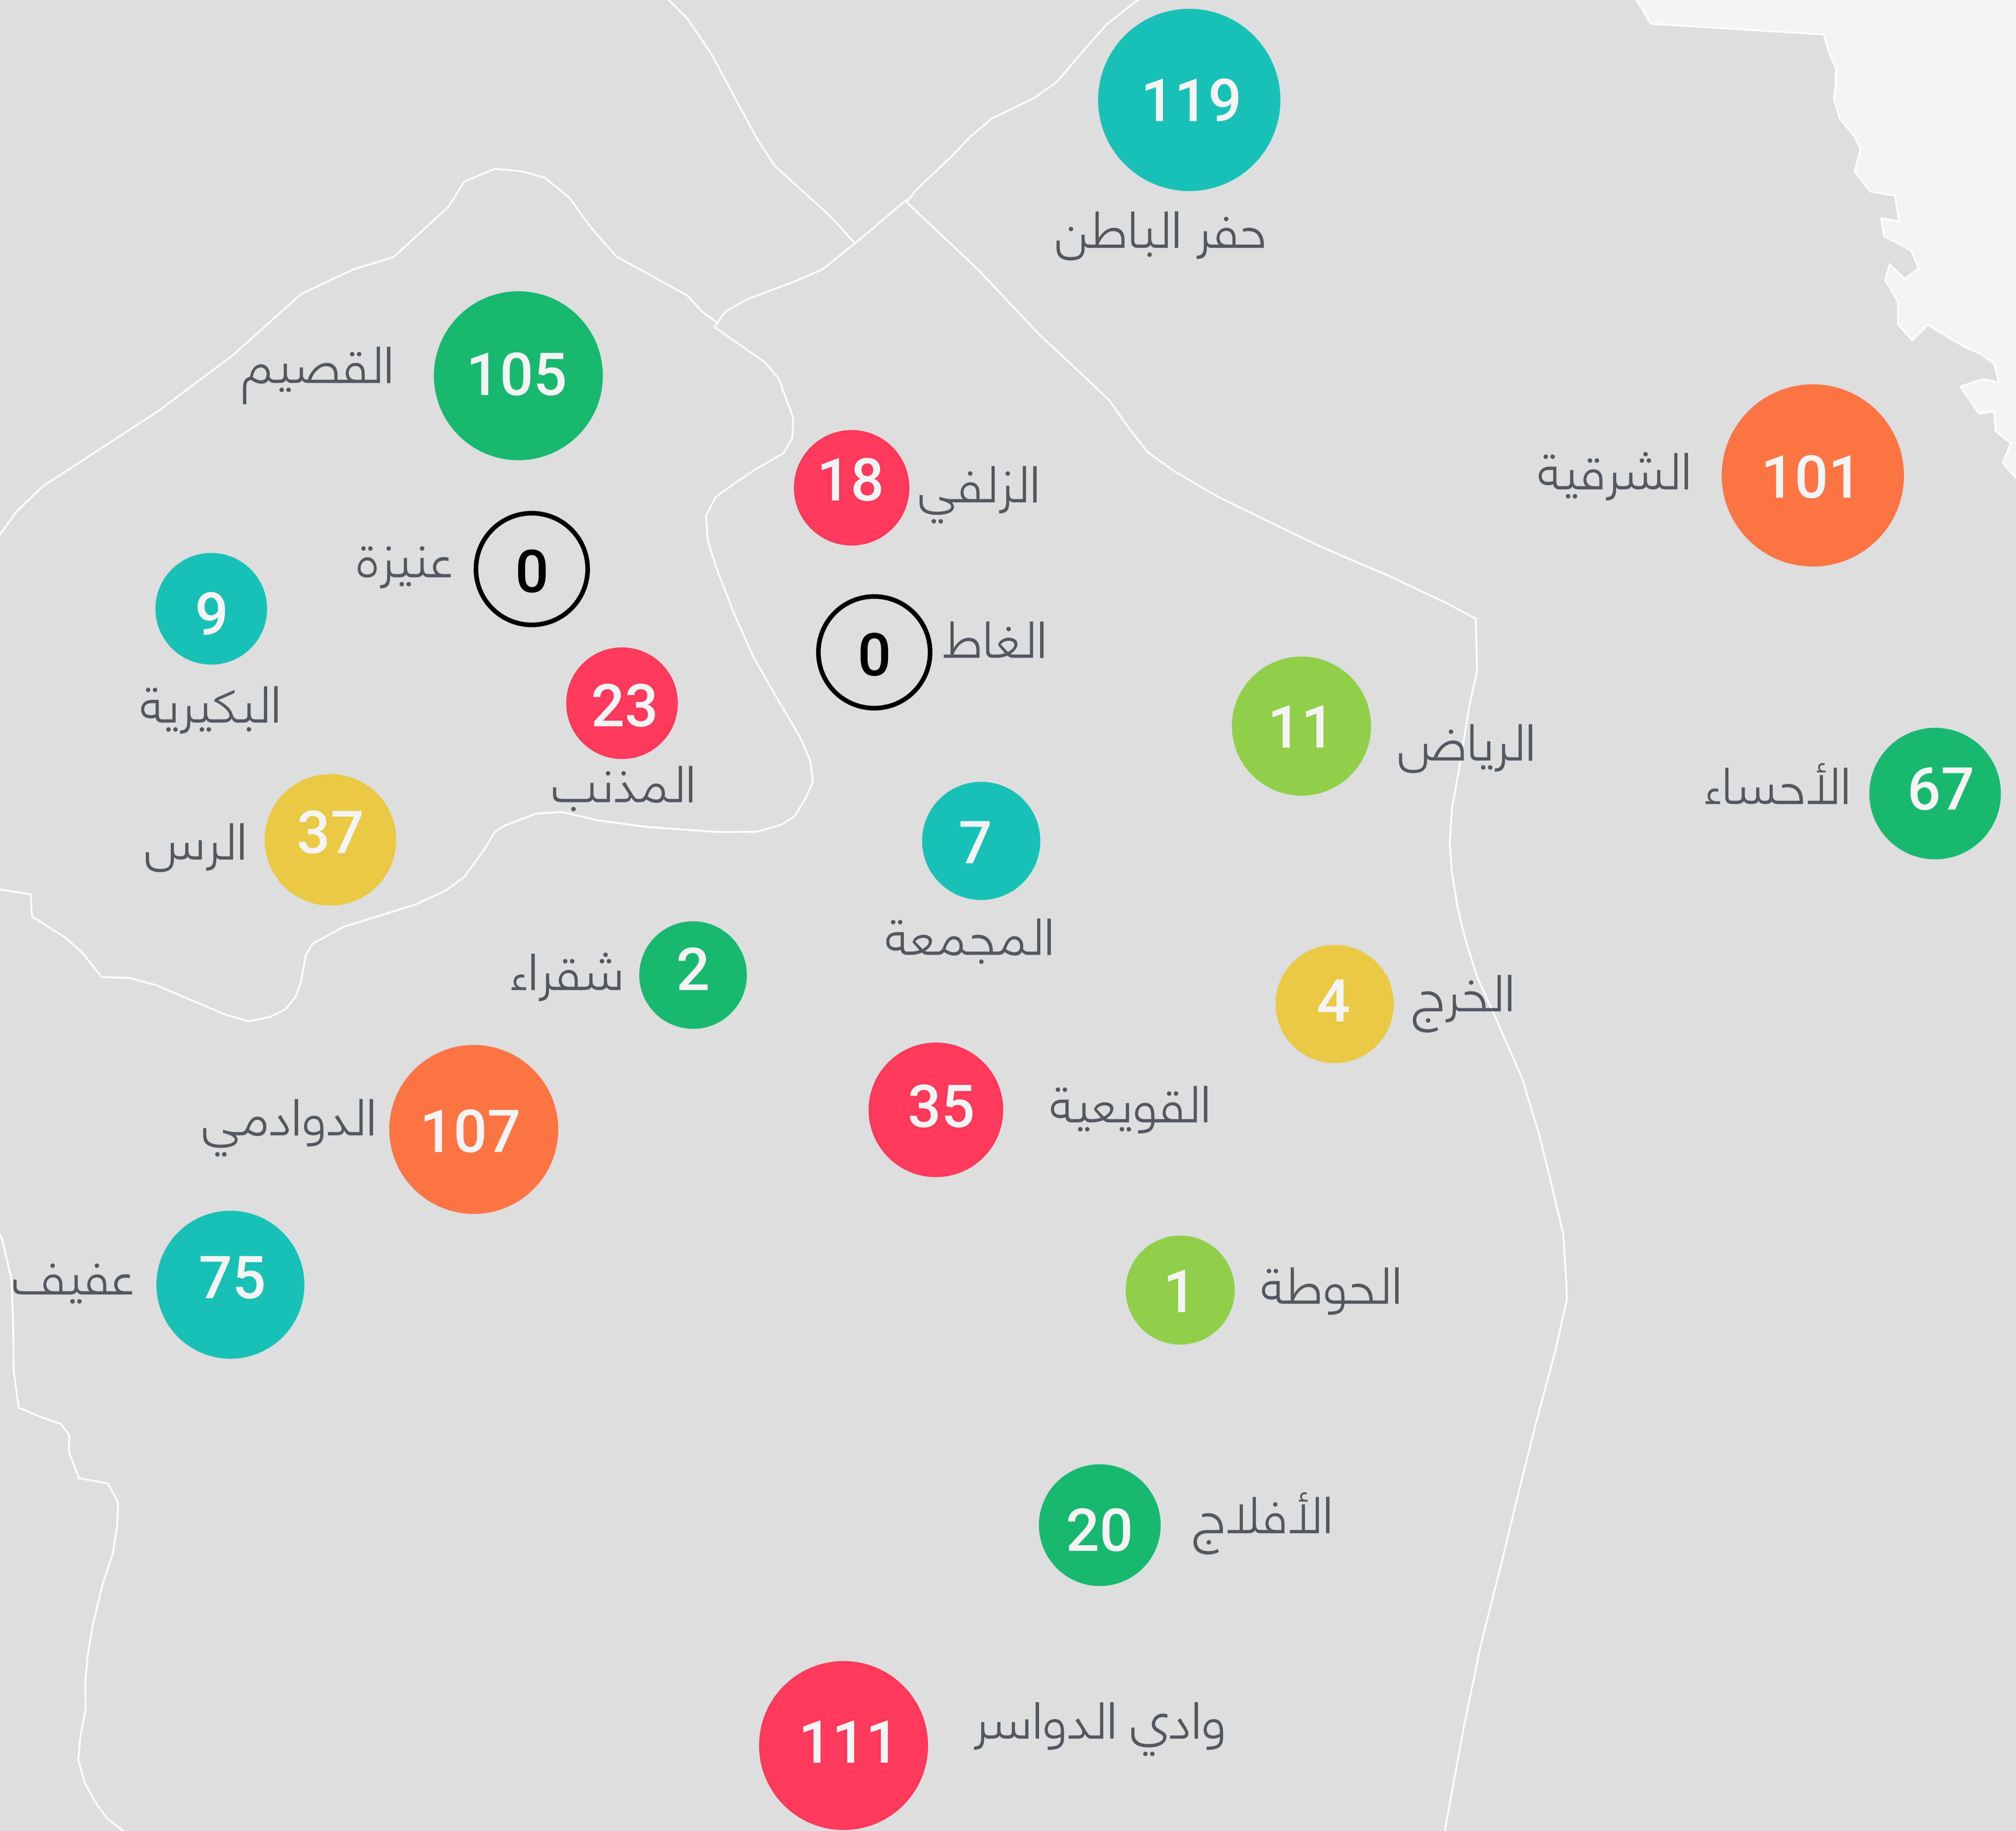 119
حفر الباطن
105
القصيم
101
الشرقية
18
الزلفي
0
عنيزة
9
البكيرية
0
الغاط
23
المذنب
11
الرياض
67
الأحساء
37
الرس
7
المجمعة
2
شقراء
4
الخرج
107
الدوادمي
35
القويعية
75
عفيف
1
الحوطة
20
الأفلاج
111
وادي الدواسر